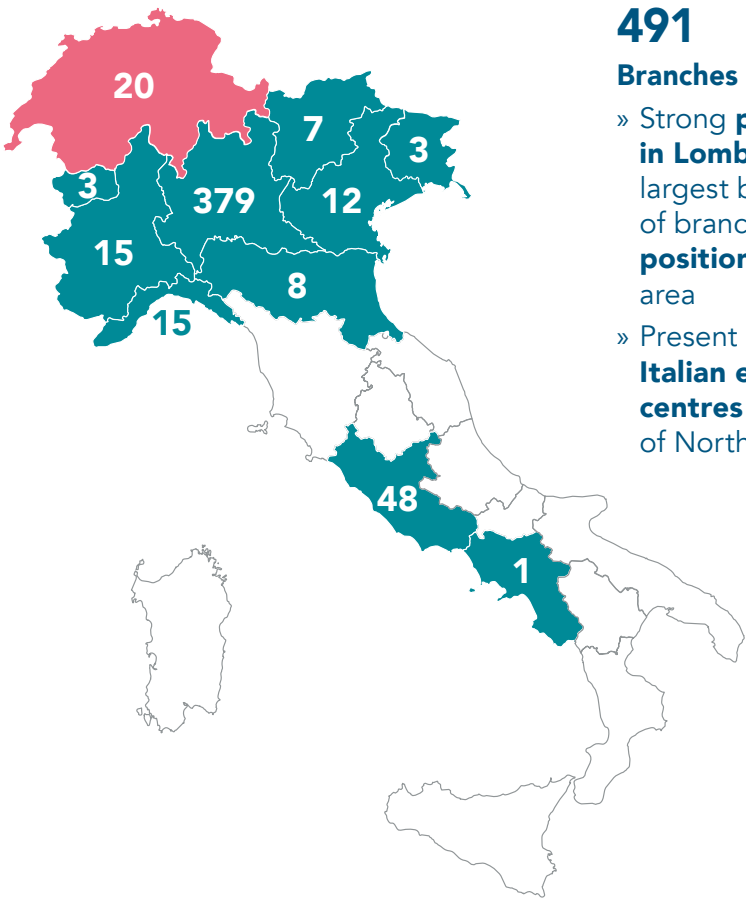 491
Branches
» Strong
in Lomb
largest b
of branc
position
area
» Present
Italian e
centres
of North
20
7
3
3
379
12
15
8
15
48
1